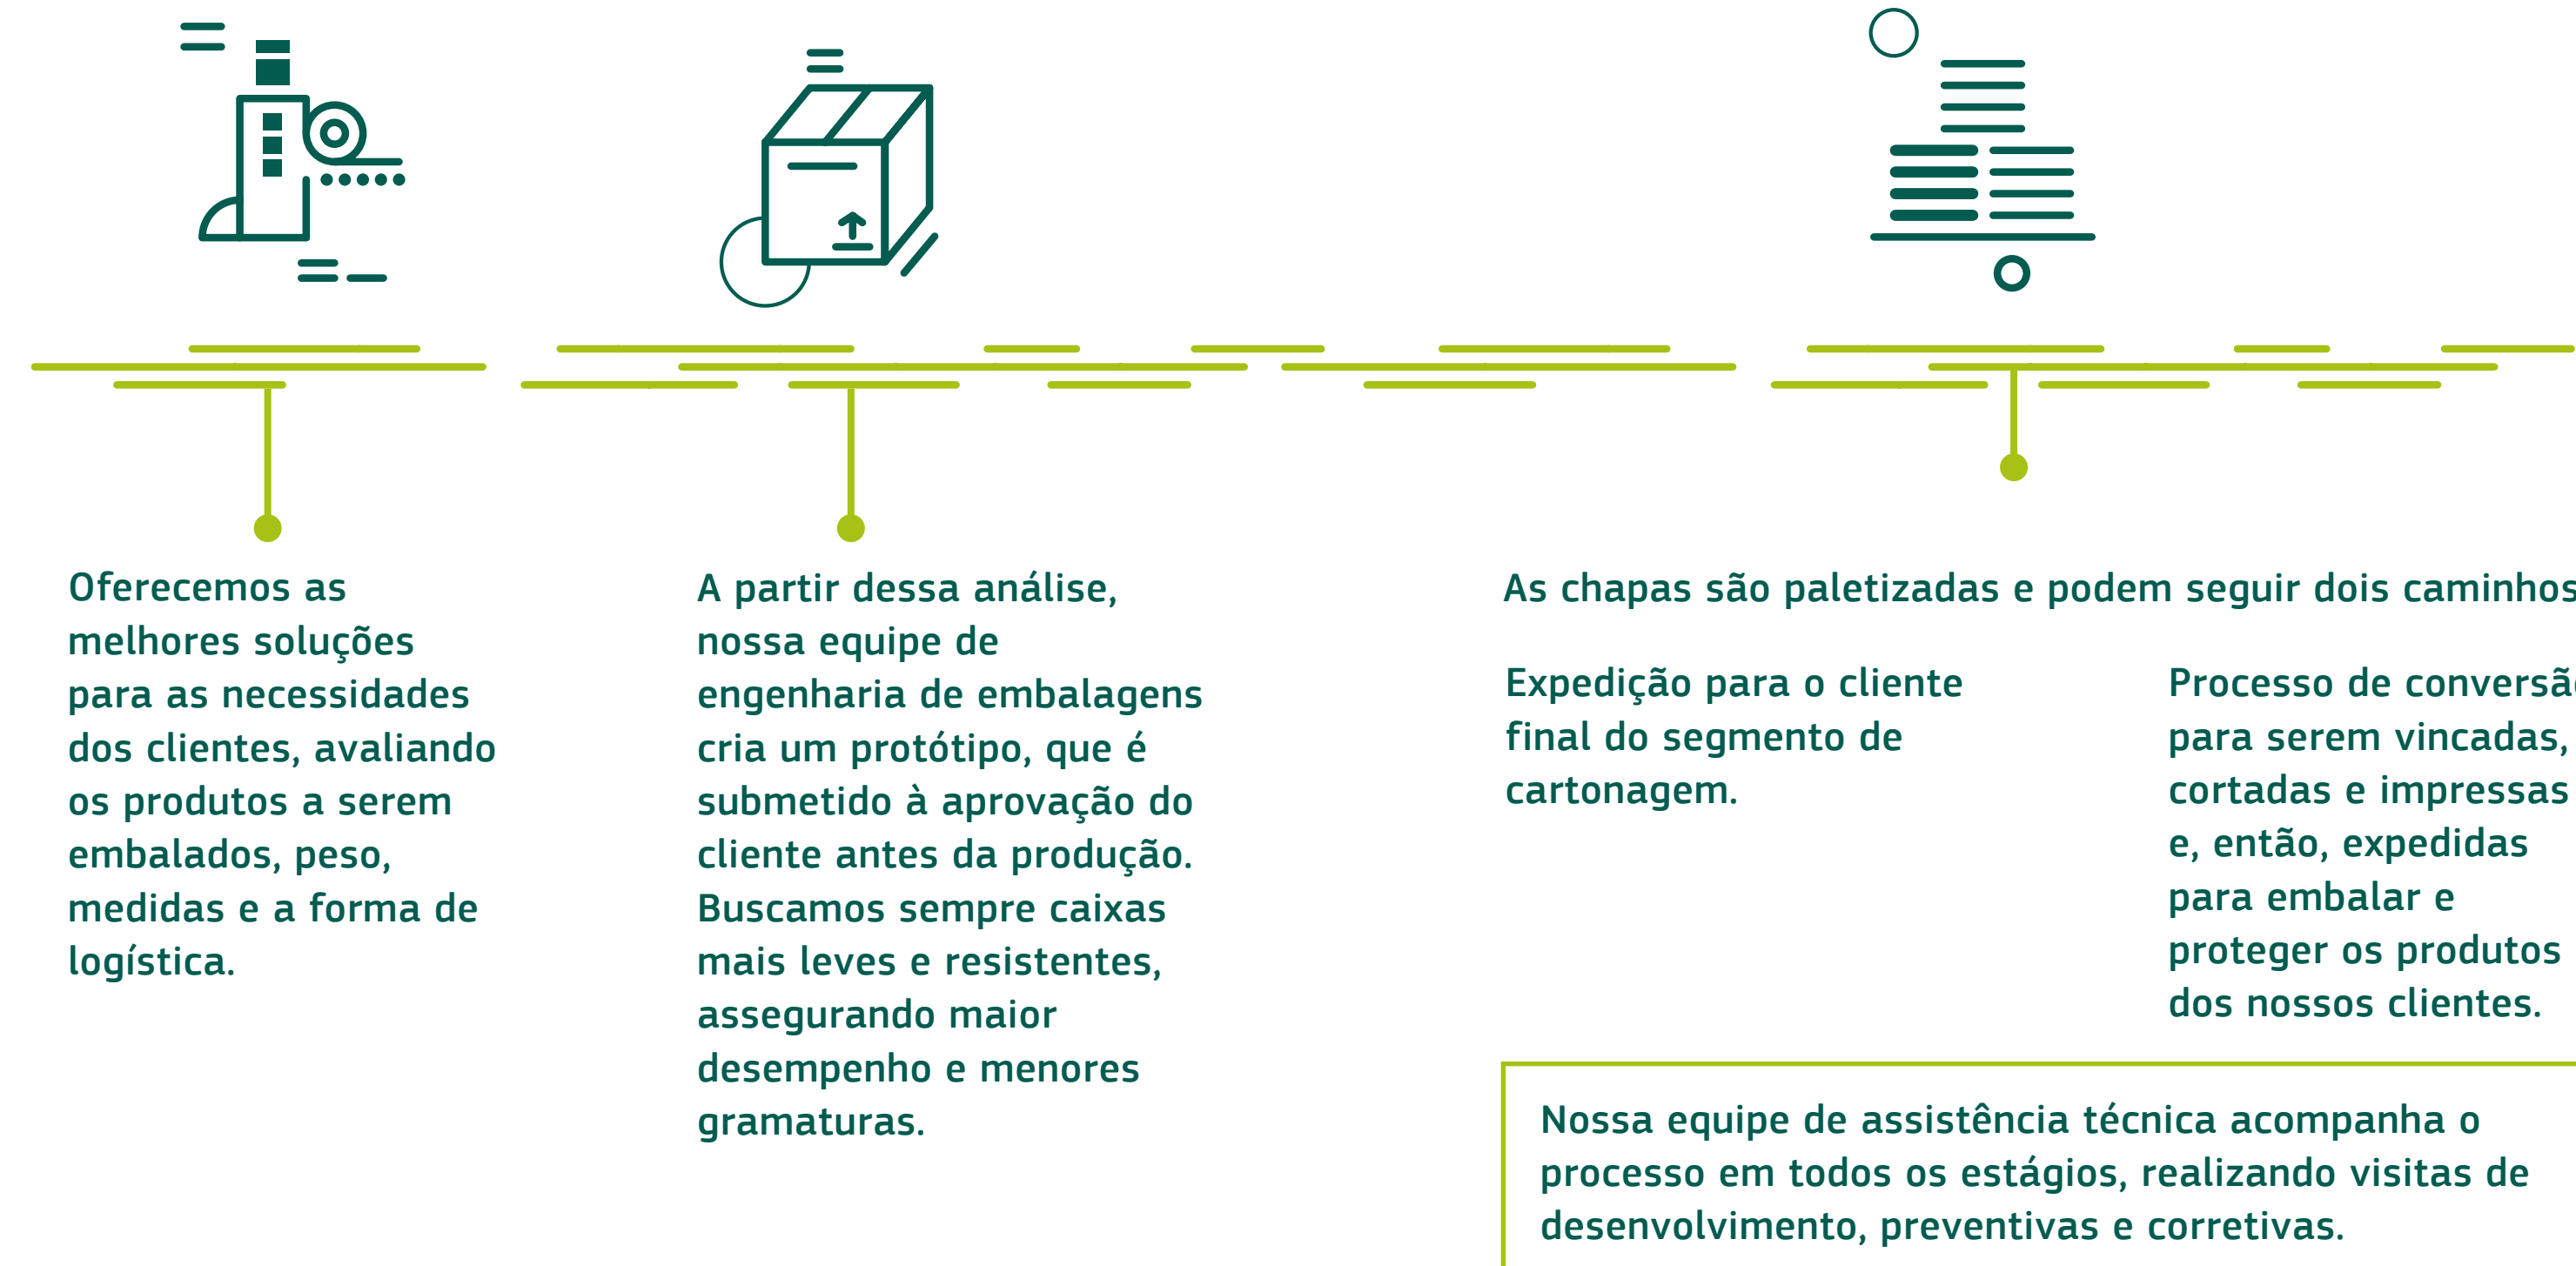 Oferecemos as
melhores soluções
para as necessidades
dos clientes, avaliando
os produtos a serem
embalados, peso,
medidas e a forma de
logística.
A partir dessa análise,
nossa equipe de
engenharia de embalagens
cria um protótipo, que é
submetido à aprovação do
cliente antes da produção.
Buscamos sempre caixas
mais leves e resistentes,
assegurando maior
desempenho e menores
gramaturas.
As chapas são paletizadas e podem seguir dois caminhos
Expedição para o cliente
final do segmento de
cartonagem.
Processo de conversão
para serem vincadas,
cortadas e impressas
e, então, expedidas
para embalar e
proteger os produtos
dos nossos clientes.
Nossa equipe de assistência técnica acompanha o
processo em todos os estágios, realizando visitas de
desenvolvimento, preventivas e corretivas.